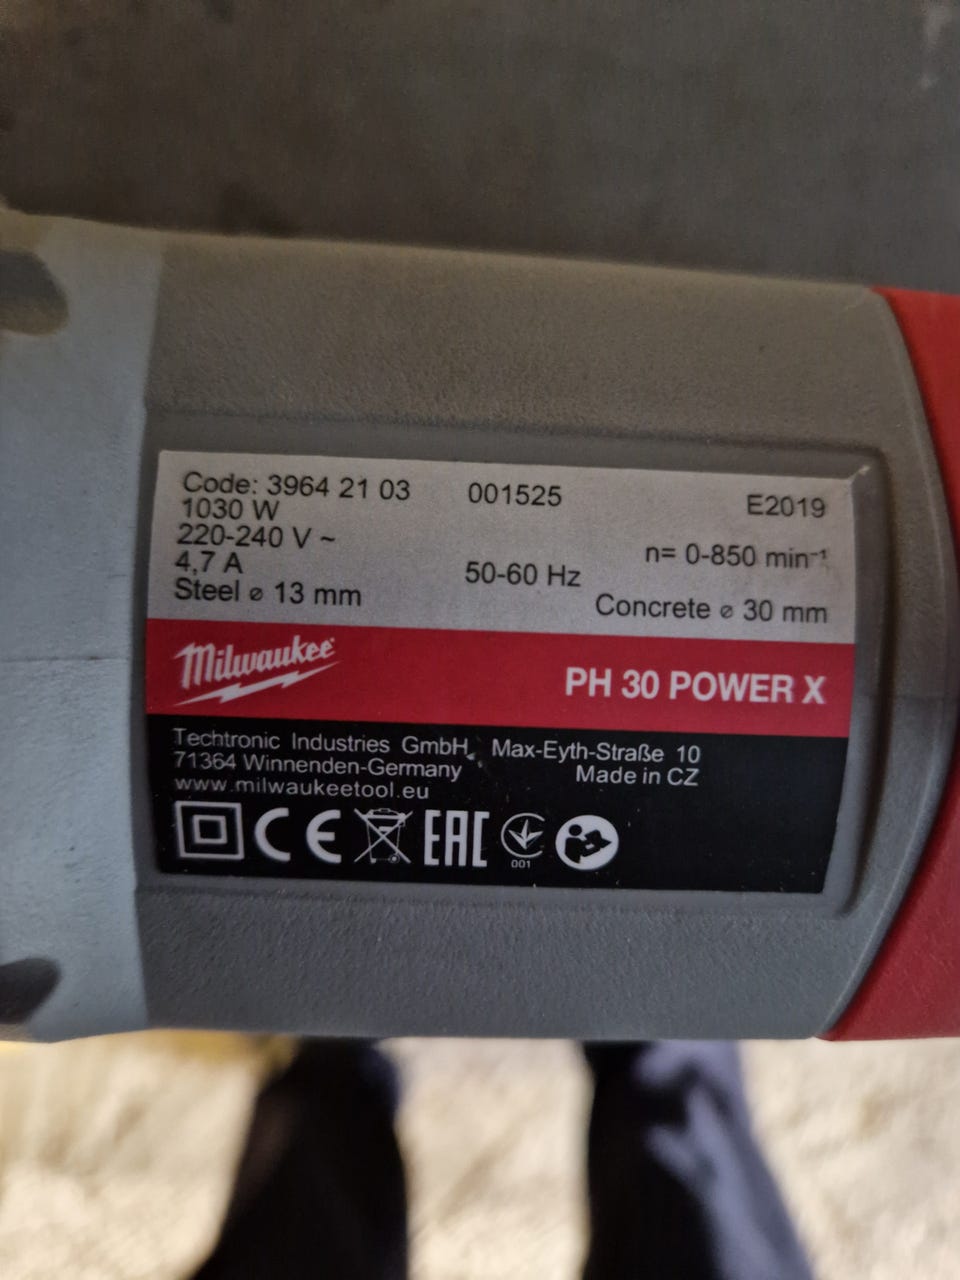 Code: 3964 21 03 001525 E2019
1030 W
220-240 V ~ n= 0-850 min⁻¹
4,7 A 50-60 Hz
Steel ⌀ 13 mm Concrete ⌀ 30 mm
Milwaukee PH 30 POWER X
Techtronic Industries GmbH, Max-Eyth-Straße 10
71364 Winnenden-Germany Made in CZ
www.milwaukeetool.eu
CE EAC 001